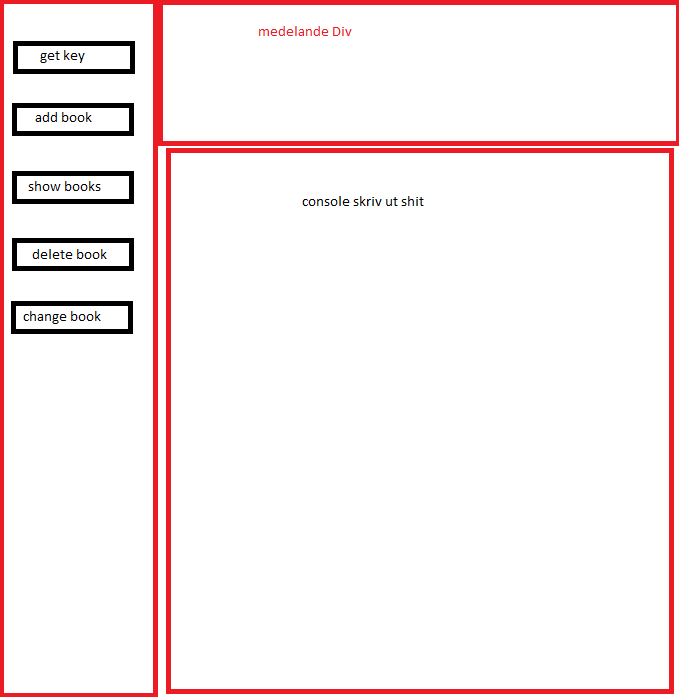 get key
add book
show books
delete book
change book
medelande Div
console skriv ut shit